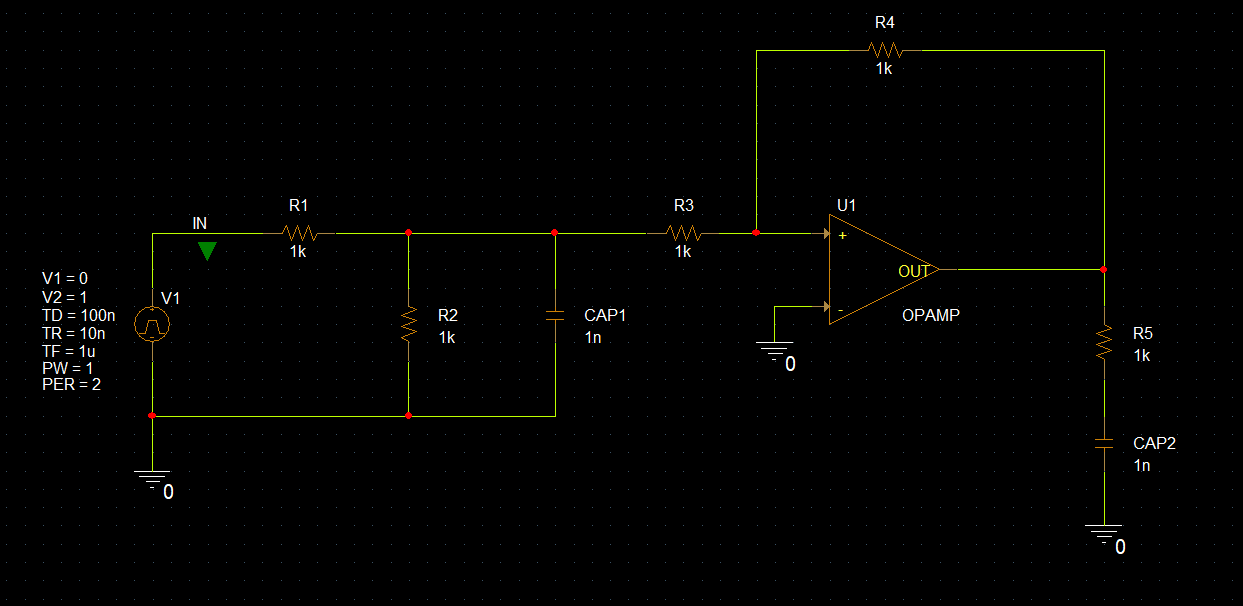 R4
1k
IN
R1
1k
R3
1k
U1
+
-
OUT
OPAMP
V1 = 0
V2 = 1
TD = 100n
TR = 10n
TF = 1u
PW = 1
PER = 2
V1
R2
1k
CAP1
1n
0
R5
1k
CAP2
1n
0
0